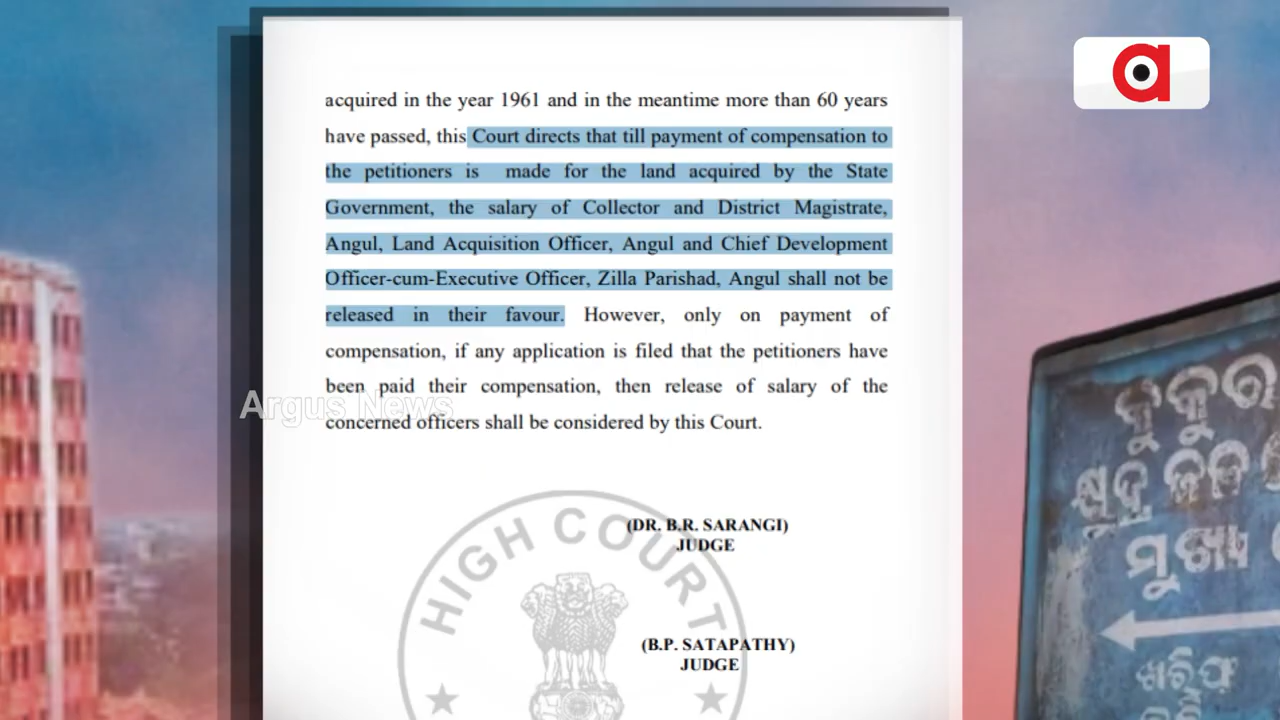 acquired in the year 1961 and in the meantime more than 60 years
have passed, this Court directs that till payment of compensation to
the petitioners is made for the land acquired by the State
Government, the salary of Collector and District Magistrate,
Angul, Land Acquisition Officer, Angul and Chief Development
Officer-cum-Executive Officer, Zilla Parishad, Angul shall not be
released in their favour. However, only on payment of
compensation, if any application is filed that the petitioners have
been paid their compensation, then release of salary of the
concerned officers shall be considered by this Court.
Argus News
HIGH COURT
(DR. B.R. SARANGI)
JUDGE
(B.P. SATAPATHY)
JUDGE
a
କୁକୁର
କ୍ଷୁଦ୍ର ଜଳ
ମୁଖ୍ୟ
ଖରିଫ୍